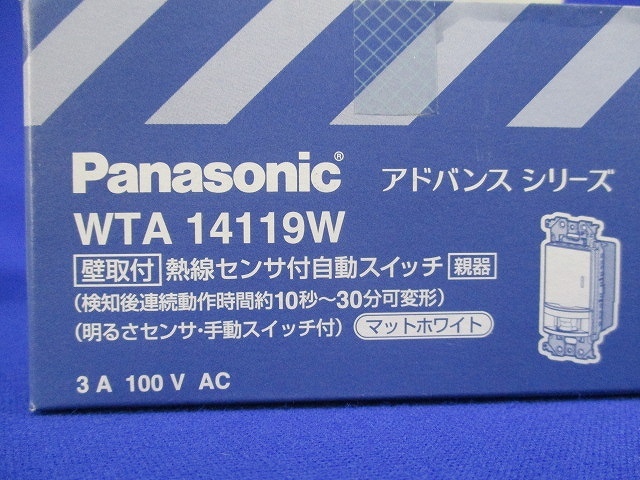 Panasonic® アドバンス シリーズ
WTA 14119W
壁取付 熱線センサ付自動スイッチ 親器
（検知後連続動作時間約10秒～30分可変形）
（明るさセンサ・手動スイッチ付） マットホワイト
3 A 100 V AC